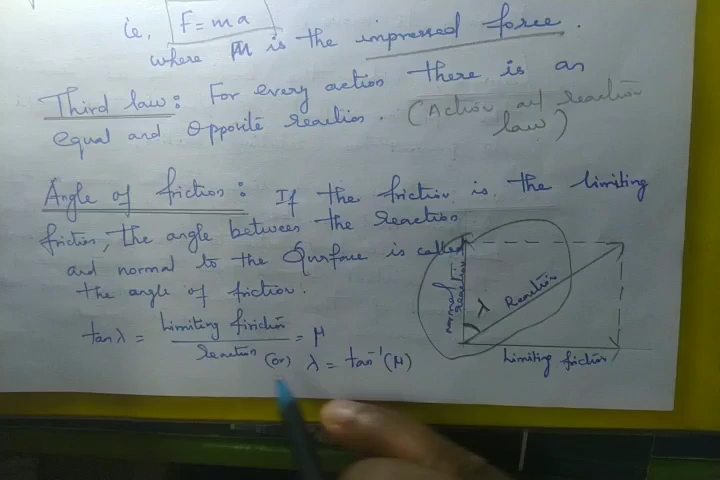 ie, F = ma
where m is the impressed force.
Third law: For every action there is an
equal and opposite reaction. (Action and reaction
law)
Angle of friction: If the friction is the limiting
friction, the angle between the reaction
and normal to the surface is called
the angle of friction.
tanλ = Limiting friction / reaction = μ
(or) λ = tan⁻¹(μ)
normal reaction
λ
Reaction
Limiting friction